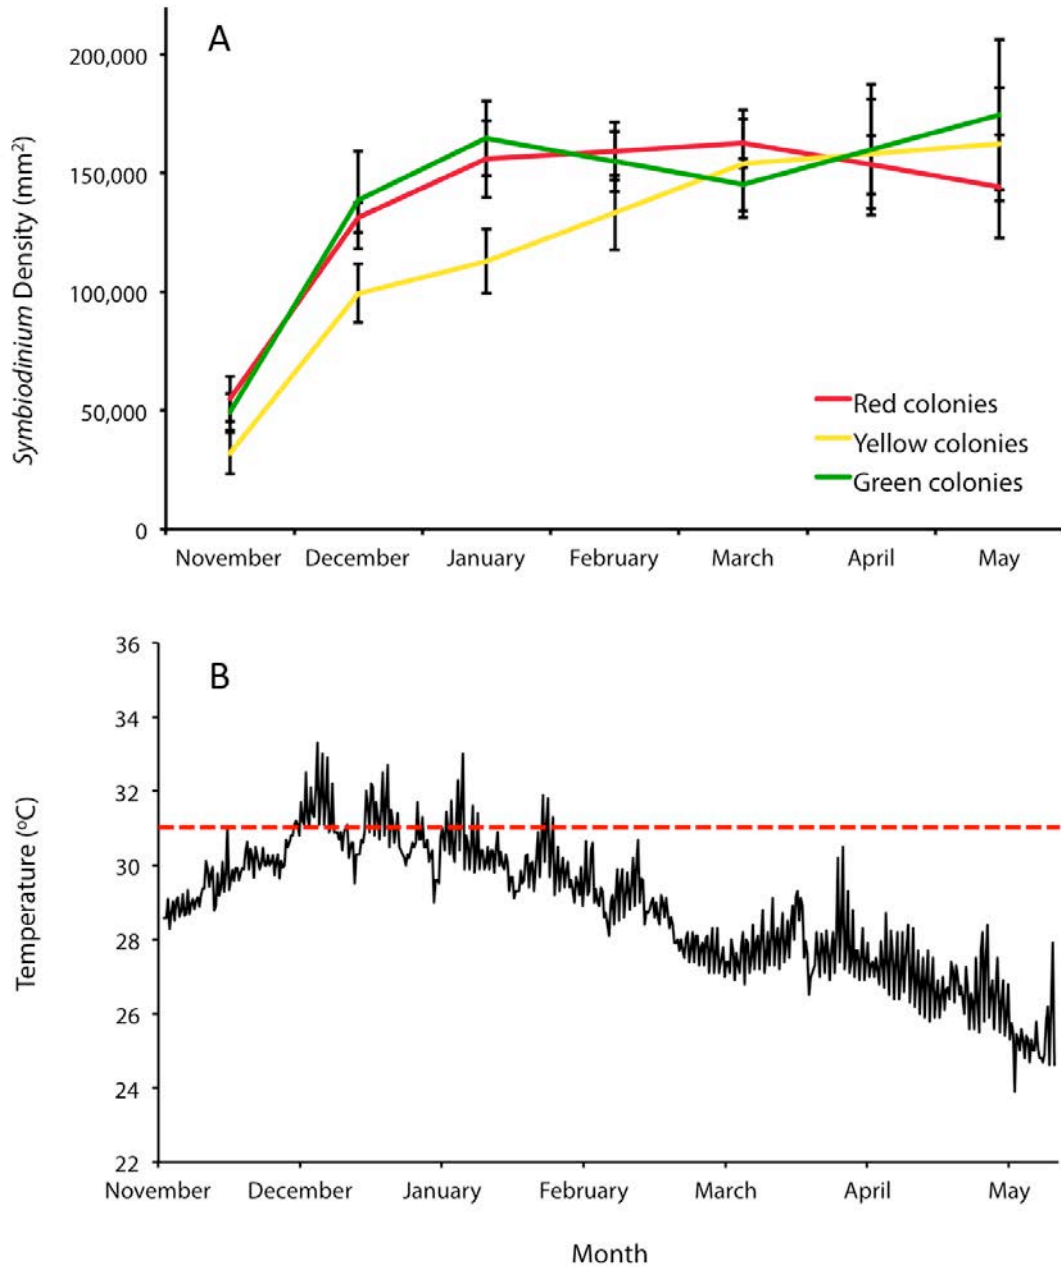 A
200,000
150,000
100,000
50,000
0
Symbiodinium Density (mm²)
Red colonies
Yellow colonies
Green colonies
November December January February March April May
B
36
34
32
30
28
26
24
22
Temperature (ºC)
November December January February March April May
Month